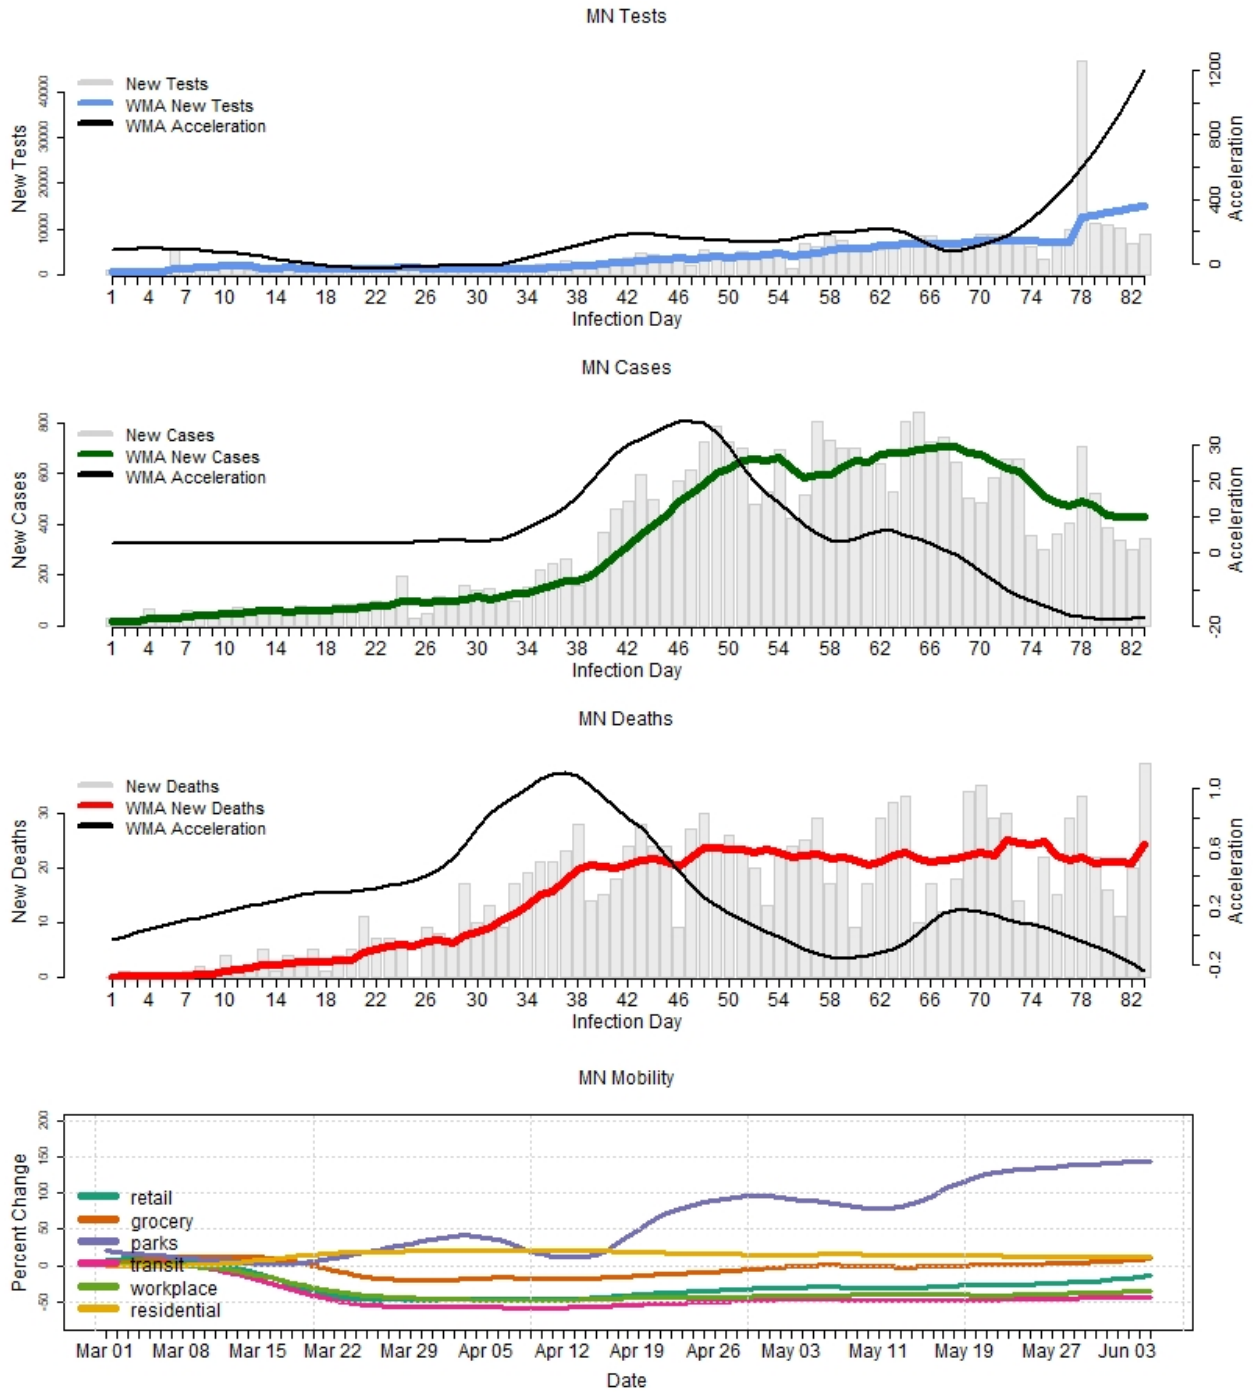 MN Tests
New Tests
WMA New Tests
WMA Acceleration
New Tests
0 10000 20000 30000 40000
Acceleration
0 400 800 1200
1 4 7 10 14 18 22 26 30 34 38 42 46 50 54 58 62 66 70 74 78 82
Infection Day
MN Cases
New Cases
WMA New Cases
WMA Acceleration
New Cases
0 200 400 600 800
Acceleration
-20 0 10 20 30
1 4 7 10 14 18 22 26 30 34 38 42 46 50 54 58 62 66 70 74 78 82
Infection Day
MN Deaths
New Deaths
WMA New Deaths
WMA Acceleration
New Deaths
0 10 20 30
Acceleration
-0.2 0.2 0.6 1.0
1 4 7 10 14 18 22 26 30 34 38 42 46 50 54 58 62 66 70 74 78 82
Infection Day
MN Mobility
Percent Change
-50 0 50 100 150 200
retail
grocery
parks
transit
workplace
residential
Mar 01 Mar 08 Mar 15 Mar 22 Mar 29 Apr 05 Apr 12 Apr 19 Apr 26 May 03 May 11 May 19 May 27 Jun 03
Date